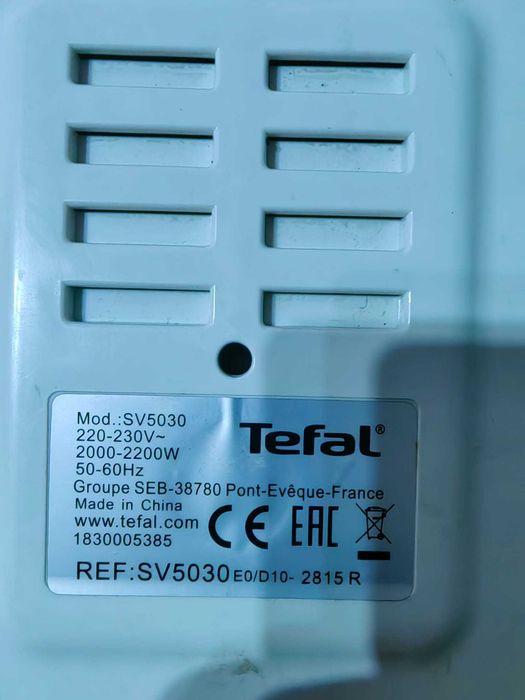 Mod.:SV5030
220-230V~
2000-2200W
50-60Hz
Tefal®
Groupe SEB-38780 Pont-Evêque-France
Made in China
www.tefal.com
1830005385
CE EAC
REF:SV5030 E0/D10- 2815 R